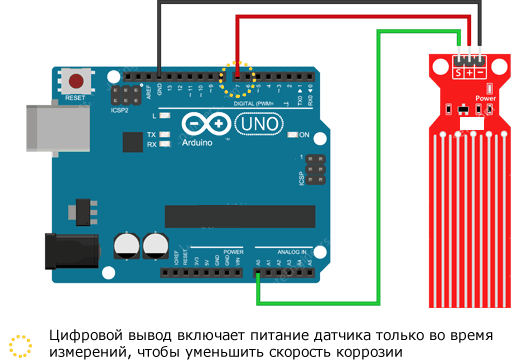 AREF
GND
13
12
~ 11
~ 10
~ 9
8
7
~ 6
~ 5
4
~ 3
2
TX0 ▸ 1
RX0 ◂ 0
S + −
RESET
ICSP2
DIGITAL (PWM~
Power
L
TX
RX
UNO
ON
Arduino
1
ICSP
POWER
ANALOG IN
IOREF
RESET
3V3
5V
GND
GND
VIN
A0
A1
A2
A3
A4
A5
Цифровой вывод включает питание датчика только во время
измерений, чтобы уменьшить скорость коррозии